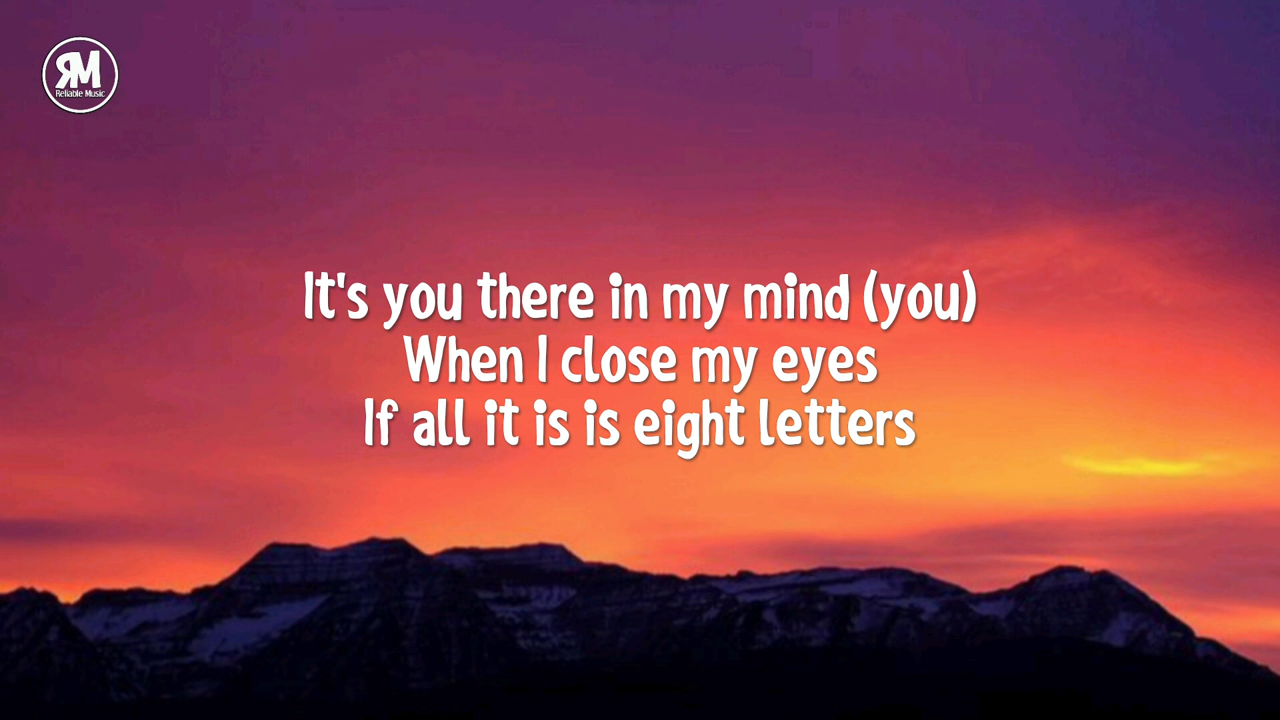 ЯM
Reliable Music
It's you there in my mind (you)
When I close my eyes
If all it is is eight letters